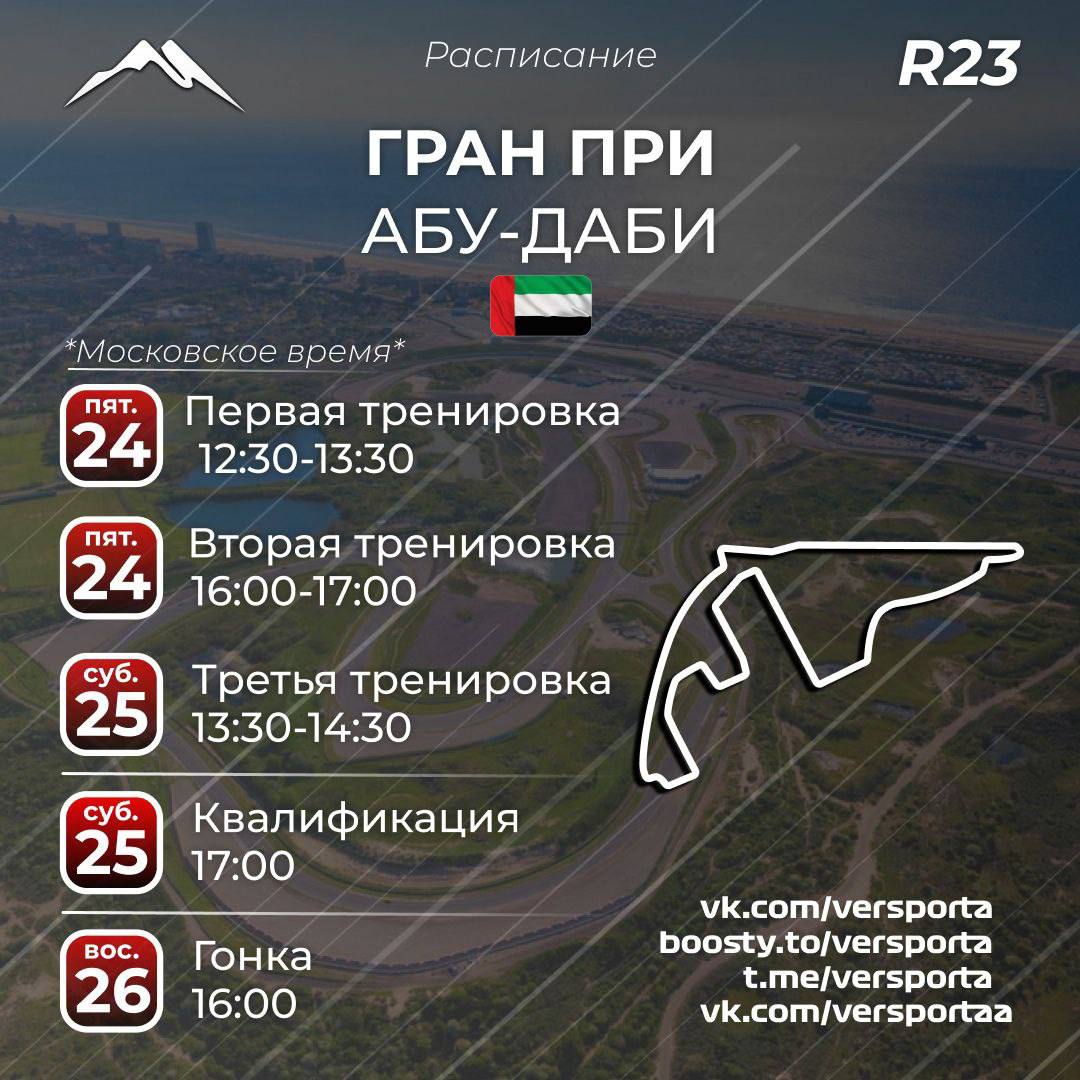 Расписание
R23
ГРАН ПРИ
АБУ-ДАБИ
*Московское время*
пят.
24
Первая тренировка
12:30-13:30
пят.
24
Вторая тренировка
16:00-17:00
суб.
25
Третья тренировка
13:30-14:30
суб.
25
Квалификация
17:00
вос.
26
Гонка
16:00
vk.com/versporta
boosty.to/versporta
t.me/versporta
vk.com/versportaa